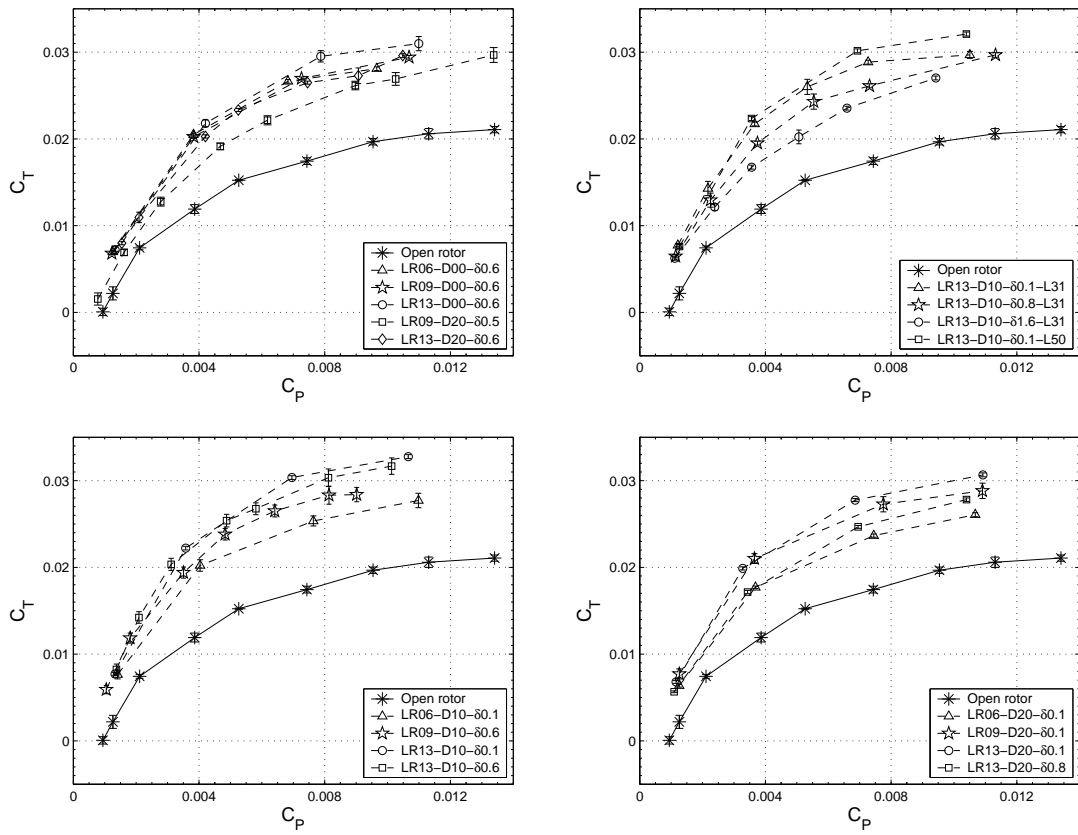 0.03
0.02
0.01
0
C_T
0
0.004
0.008
0.012
C_P
Open rotor
LR06−D00−δ0.6
LR09−D00−δ0.6
LR13−D00−δ0.6
LR09−D20−δ0.5
LR13−D20−δ0.6
0.03
0.02
0.01
0
C_T
0
0.004
0.008
0.012
C_P
Open rotor
LR13−D10−δ0.1−L31
LR13−D10−δ0.8−L31
LR13−D10−δ1.6−L31
LR13−D10−δ0.1−L50
0.03
0.02
0.01
0
C_T
0
0.004
0.008
0.012
C_P
Open rotor
LR06−D10−δ0.1
LR09−D10−δ0.6
LR13−D10−δ0.1
LR13−D10−δ0.6
0.03
0.02
0.01
0
C_T
0
0.004
0.008
0.012
C_P
Open rotor
LR06−D20−δ0.1
LR09−D20−δ0.1
LR13−D20−δ0.1
LR13−D20−δ0.8